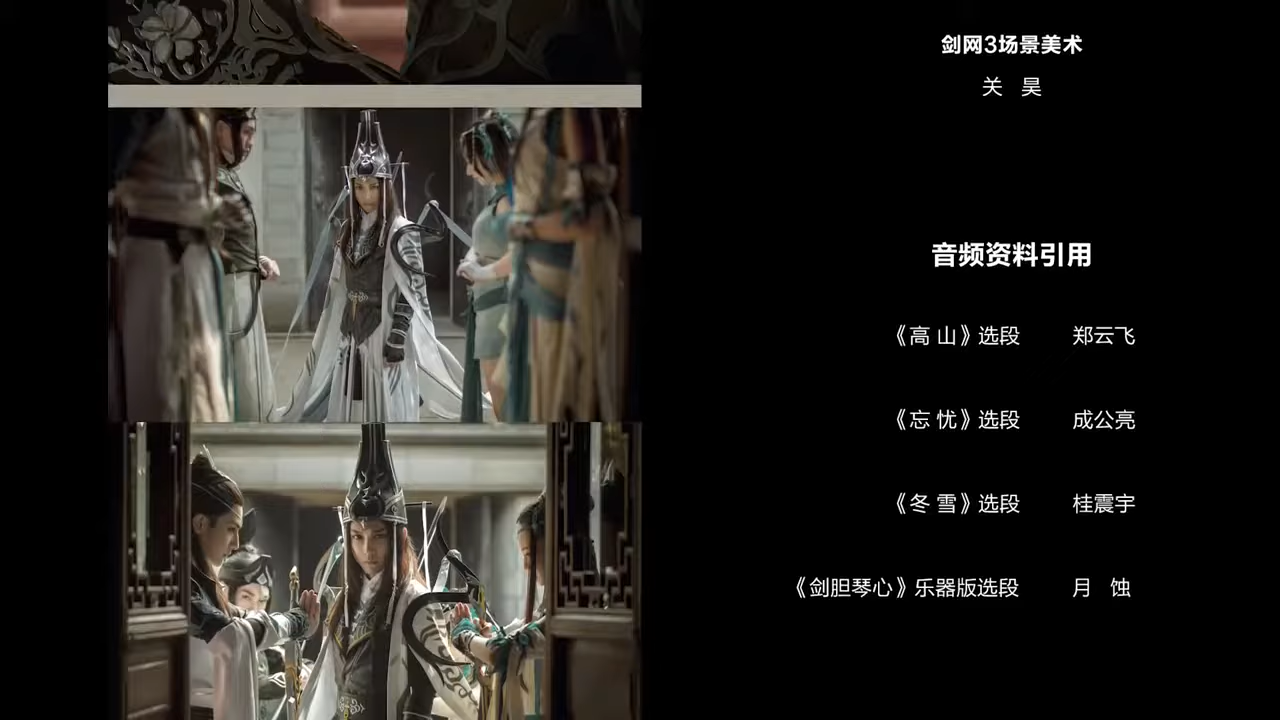 剑网3场景美术
关 昊
音频资料引用
《高 山》选段 郑云飞
《忘 忧》选段 成公亮
《冬 雪》选段 桂震宇
《剑胆琴心》乐器版选段 月 蚀